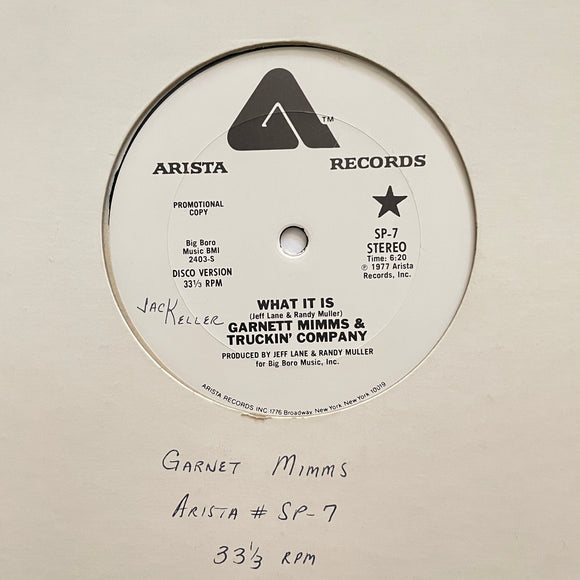 TM
ARISTA RECORDS
PROMOTIONAL
COPY
Big Boro
Music BMI
2403-S
DISCO VERSION
33⅓ RPM
SP-7
STEREO
Time: 6:20
℗ 1977 Arista
Records, Inc.
WHAT IT IS
(Jeff Lane & Randy Muller)
GARNETT MIMMS &
TRUCKIN' COMPANY
PRODUCED BY JEFF LANE & RANDY MULLER
for Big Boro Music, Inc.
JACK KELLER
ARISTA RECORDS INC. 1776 Broadway, New York, New York 10019
GARNET MIMMS
ARISTA # SP-7
33⅓ RPM